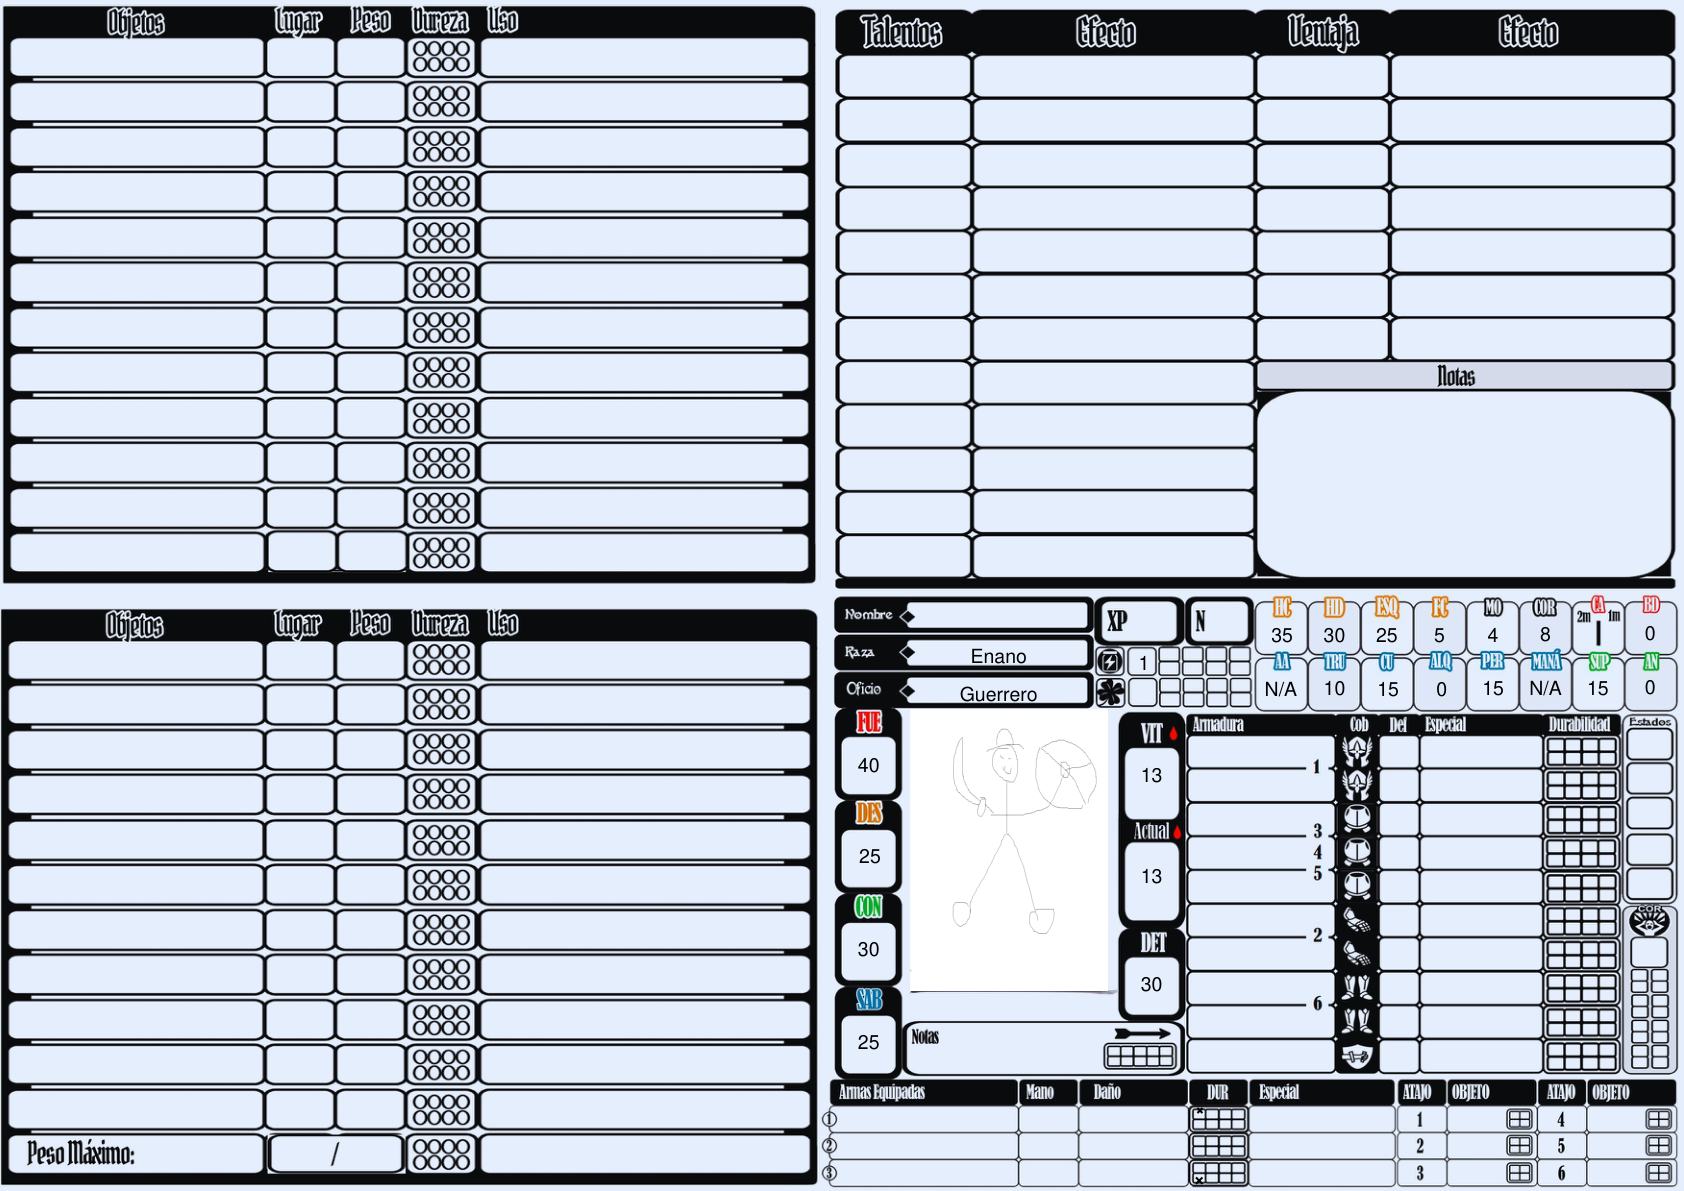 Objetos Lugar Peso Dureza Uso
Talentos Efecto Ventaja Efecto
Notas
Objetos Lugar Peso Dureza Uso
Peso Máximo: /
Nombre
Raza Enano
Oficio Guerrero
XP N
1
HC HD ESQ FC MO COR CA BD
35 30 25 5 4 8 2m 1m 0
AA TRU CU ALQ PER MANÁ SUP AN
N/A 10 15 0 15 N/A 15 0
FUE
40
DES
25
CON
30
SAB
25
VIT
13
Actual
13
DET
30
Notas
Armadura Cob Def Especial Durabilidad
1
3
4
5
2
6
Estados
COR
Armas Equipadas Mano Daño DUR Especial ATAJO OBJETO ATAJO OBJETO
1 x 1 4
2 2 5
3 x 3 6